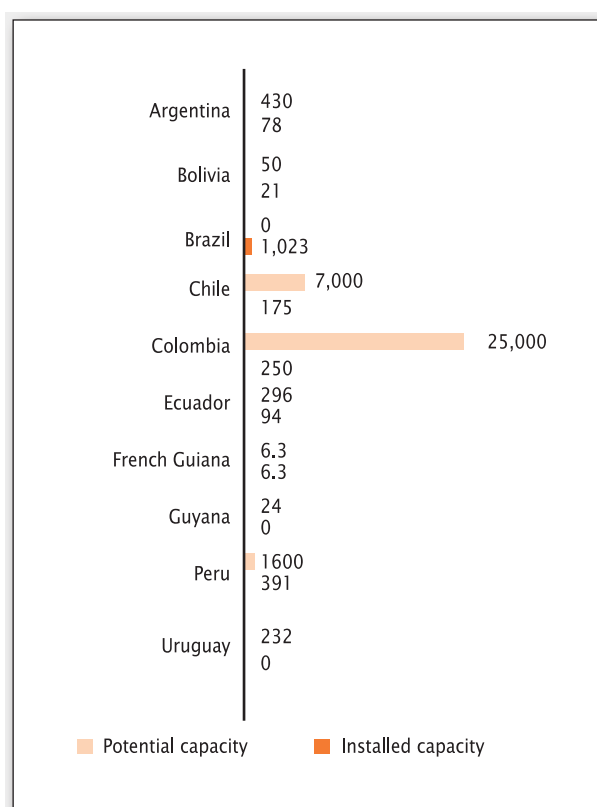 Argentina
430
78
Bolivia
50
21
Brazil
0
1,023
Chile
7,000
175
Colombia
25,000
250
Ecuador
296
94
French Guiana
6.3
6.3
Guyana
24
0
Peru
1600
391
Uruguay
232
0
Potential capacity
Installed capacity